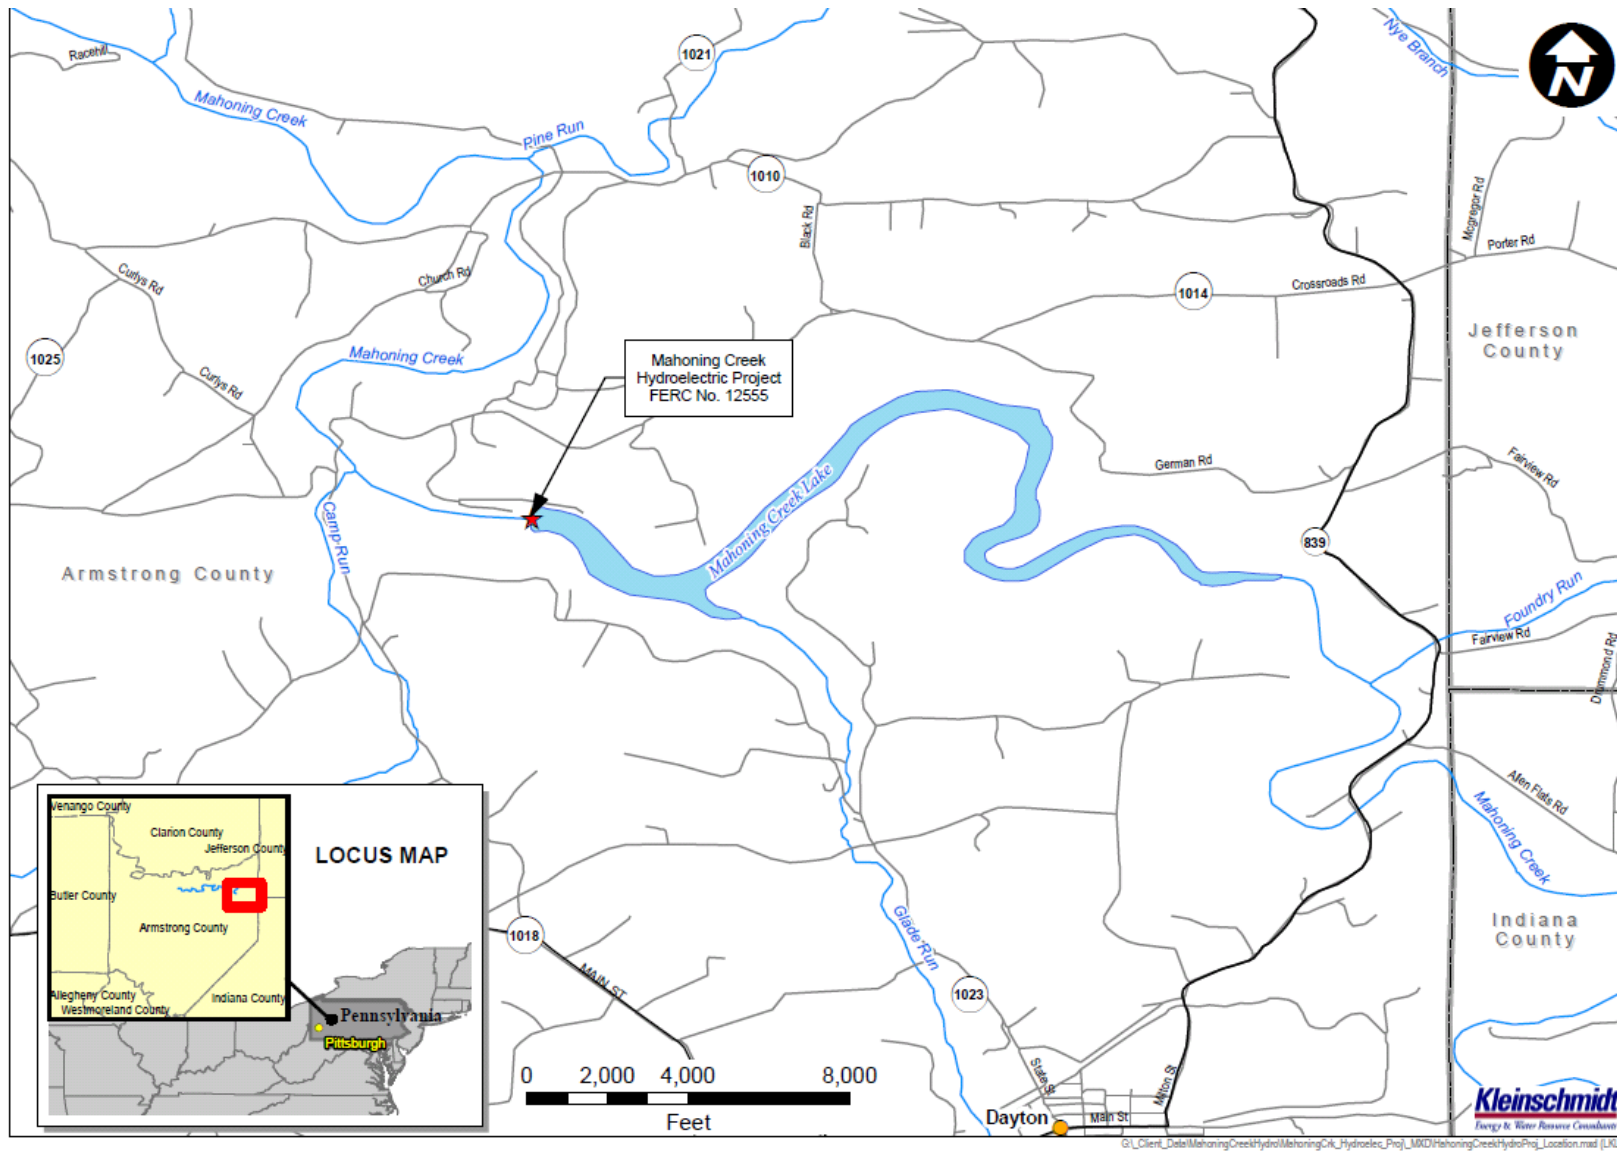 Racehill
1021
Nye Branch
N
Mahoning Creek
Pine Run
1010
Black Rd
Mcgregor Rd
Porter Rd
Curlys Rd
Church Rd
1014
Crossroads Rd
Jefferson
County
1025
Mahoning Creek
Curlys Rd
Mahoning Creek
Hydroelectric Project
FERC No. 12555
German Rd
Fairview Rd
Mahoning Creek Lake
Camp Run
839
Armstrong County
Foundry Run
Fairview Rd
Drummond Rd
Allen Flats Rd
Mahoning Creek
Glade Run
Indiana
County
1018
MAIN ST
1023
State St
Milton St
Main St
Dayton
LOCUS MAP
Venango County
Clarion County
Jefferson County
Butler County
Armstrong County
Allegheny County
Indiana County
Westmoreland County
Pennsylvania
Pittsburgh
0 2,000 4,000 8,000
Feet
Kleinschmidt
Energy & Water Resource Consultants